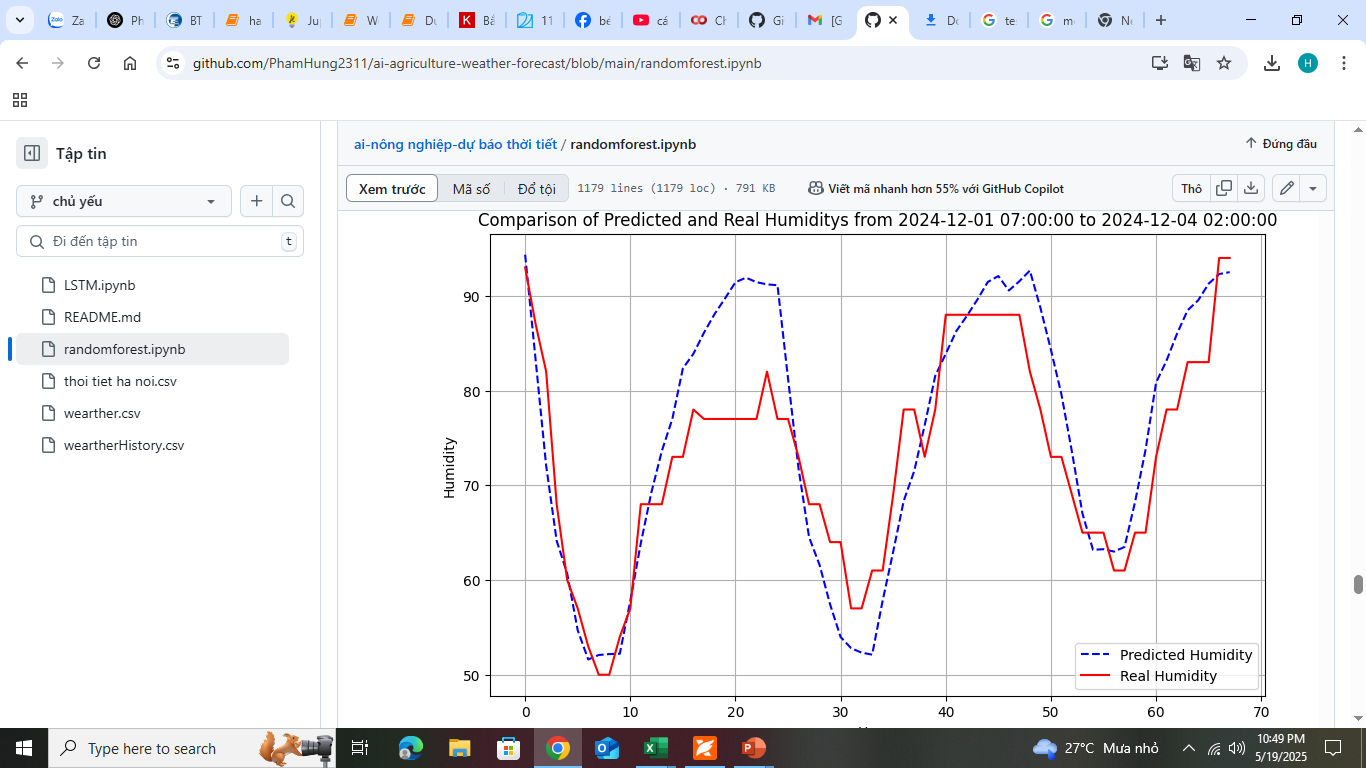 Za
Ph
BT
ha
Ju
W
Du
Bả
11
bé
cá
Ch
Gi
[G
Do
te
m
Ne
github.com/PhamHung2311/ai-agriculture-weather-forecast/blob/main/randomforest.ipynb
H
Tập tin
chủ yếu
Đi đến tập tin
t
LSTM.ipynb
README.md
randomforest.ipynb
thoi tiet ha noi.csv
wearther.csv
weartherHistory.csv
ai-nông nghiệp-dự báo thời tiết / randomforest.ipynb
Đứng đầu
Xem trước
Mã số
Đổ tội
1179 lines (1179 loc) · 791 KB
Viết mã nhanh hơn 55% với GitHub Copilot
Thô
Comparison of Predicted and Real Humiditys from 2024-12-01 07:00:00 to 2024-12-04 02:00:00
90
80
70
60
50
Humidity
Predicted Humidity
Real Humidity
0 10 20 30 40 50 60 70
Type here to search
27°C Mưa nhỏ
10:49 PM
5/19/2025